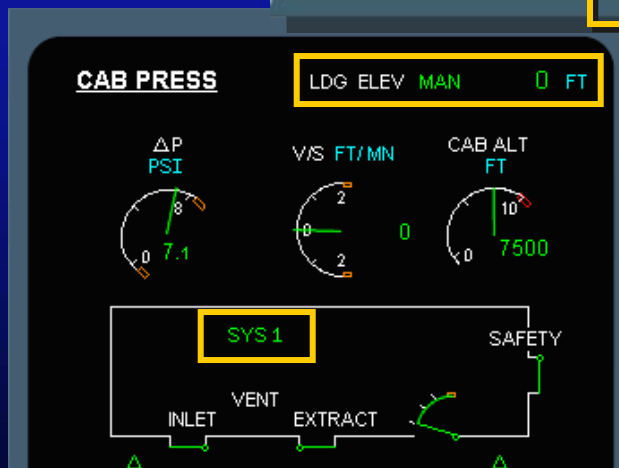 CAB PRESS
LDG ELEV MAN 0 FT
ΔP
PSI
V/S FT/MN
CAB ALT
FT
8
0
7.1
2
0
2
0
10
0
7500
SYS 1
SAFETY
VENT
INLET
EXTRACT